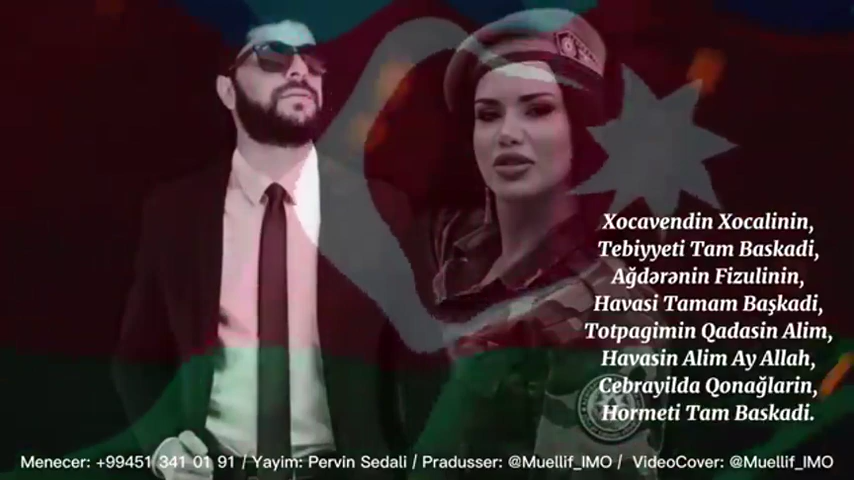 Xocavendin Xocalinin,
Tebiyyeti Tam Baskadi,
Ağdərənin Fizulinin,
Havasi Tamam Başkadi,
Totpagimin Qadasin Alim,
Havasin Alim Ay Allah,
Cebrayilda Qonağlarin,
Hormeti Tam Baskadi.
Menecer: +99451 341 01 91 / Yayim: Pervin Sedali / Pradusser: @Muellif_IMO / VideoCover: @Muellif_IMO